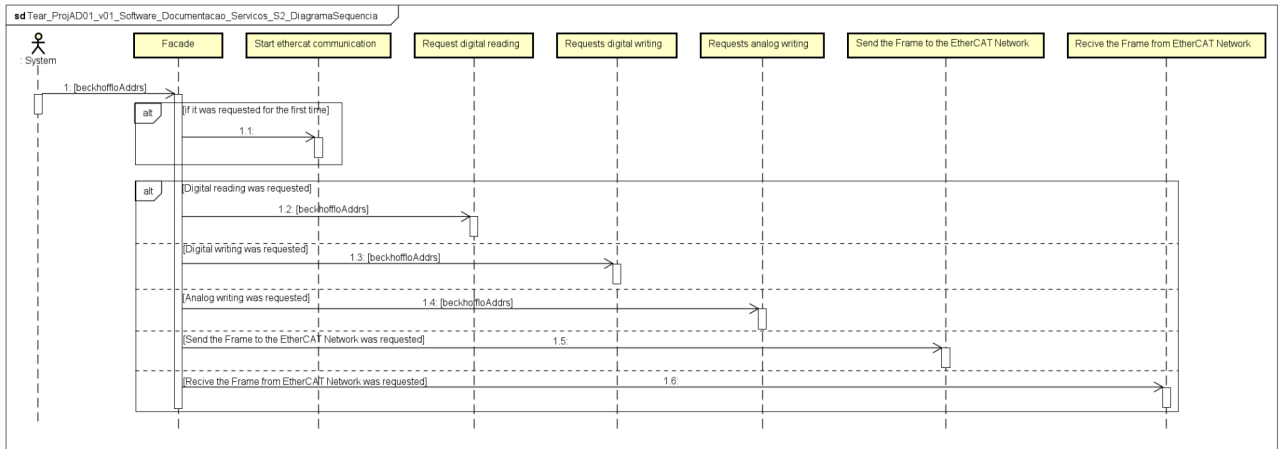 sd Tear_ProjAD01_v01_Software_Documentacao_Servicos_S2_DiagramaSequencia
: System
Facade
Start ethercat communication
Request digital reading
Requests digital writing
Requests analog writing
Send the Frame to the EtherCAT Network
Recive the Frame from EtherCAT Network
1: [beckhoffIoAddrs]
alt
[if it was requested for the first time]
1.1:
alt
[Digital reading was requested]
1.2: [beckhoffIoAddrs]
[Digital writing was requested]
1.3: [beckhoffIoAddrs]
[Analog writing was requested]
1.4: [beckhoffIoAddrs]
[Send the Frame to the EtherCAT Network was requested]
1.5:
[Recive the Frame from EtherCAT Network was requested]
1.6: